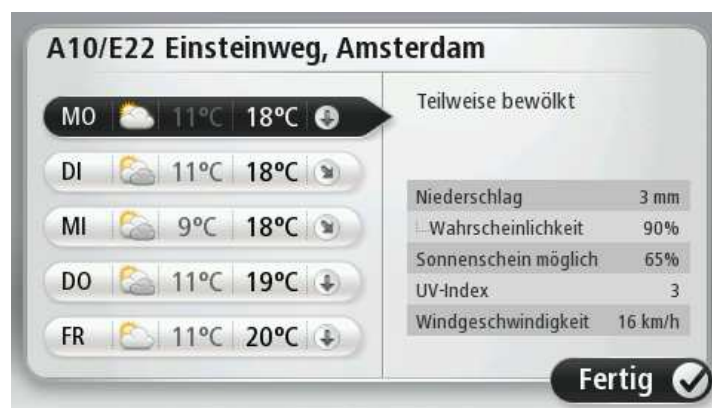 A10/E22 Einsteinweg, Amsterdam
MO 11°C 18°C
DI 11°C 18°C
MI 9°C 18°C
DO 11°C 19°C
FR 11°C 20°C
Teilweise bewölkt
Niederschlag 3 mm
Wahrscheinlichkeit 90%
Sonnenschein möglich 65%
UV-Index 3
Windgeschwindigkeit 16 km/h
Fertig